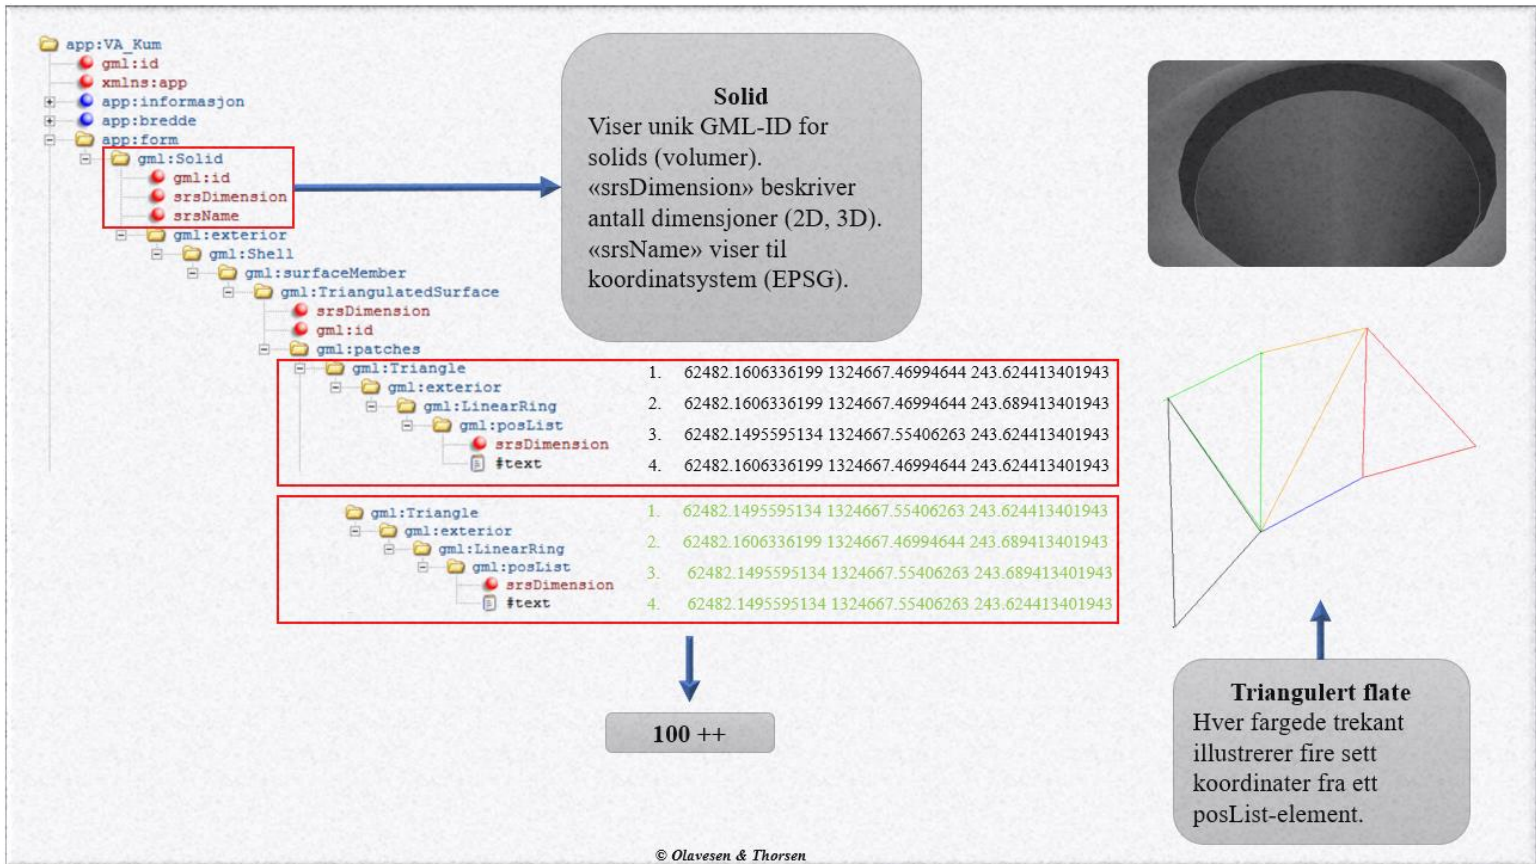 app:VA_Kum
gml:id
xmlns:app
app:informasjon
app:bredde
app:form
gml:Solid
gml:id
srsDimension
srsName
gml:exterior
gml:Shell
gml:surfaceMember
gml:TriangulatedSurface
srsDimension
gml:id
gml:patches
gml:Triangle
gml:exterior
gml:LinearRing
gml:posList
srsDimension
#text
1. 62482.1606336199 1324667.46994644 243.624413401943
2. 62482.1606336199 1324667.46994644 243.689413401943
3. 62482.1495595134 1324667.55406263 243.624413401943
4. 62482.1606336199 1324667.46994644 243.624413401943
gml:Triangle
gml:exterior
gml:LinearRing
gml:posList
srsDimension
#text
1. 62482.1495595134 1324667.55406263 243.624413401943
2. 62482.1606336199 1324667.46994644 243.689413401943
3. 62482.1495595134 1324667.55406263 243.689413401943
4. 62482.1495595134 1324667.55406263 243.624413401943
100 ++
Solid
Viser unik GML-ID for
solids (volumer).
«srsDimension» beskriver
antall dimensjoner (2D, 3D).
«srsName» viser til
koordinatsystem (EPSG).
Triangulert flate
Hver fargede trekant
illustrerer fire sett
koordinater fra ett
posList-element.
© Olavesen & Thorsen